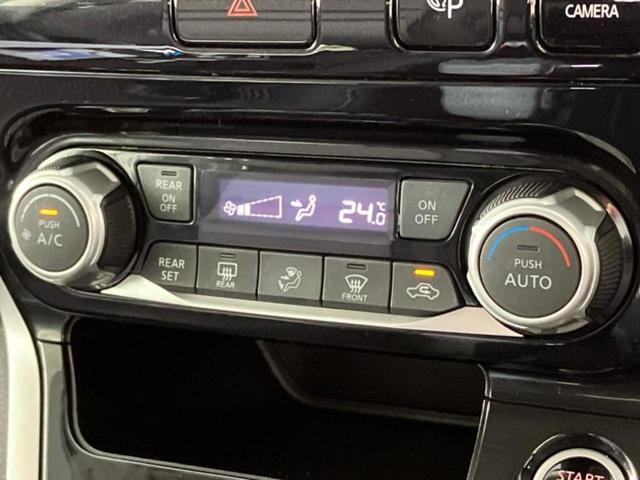 P
CAMERA
REAR
ON
OFF
24.0
°C
ON
OFF
PUSH
A/C
PUSH
AUTO
REAR
SET
REAR
FRONT
START